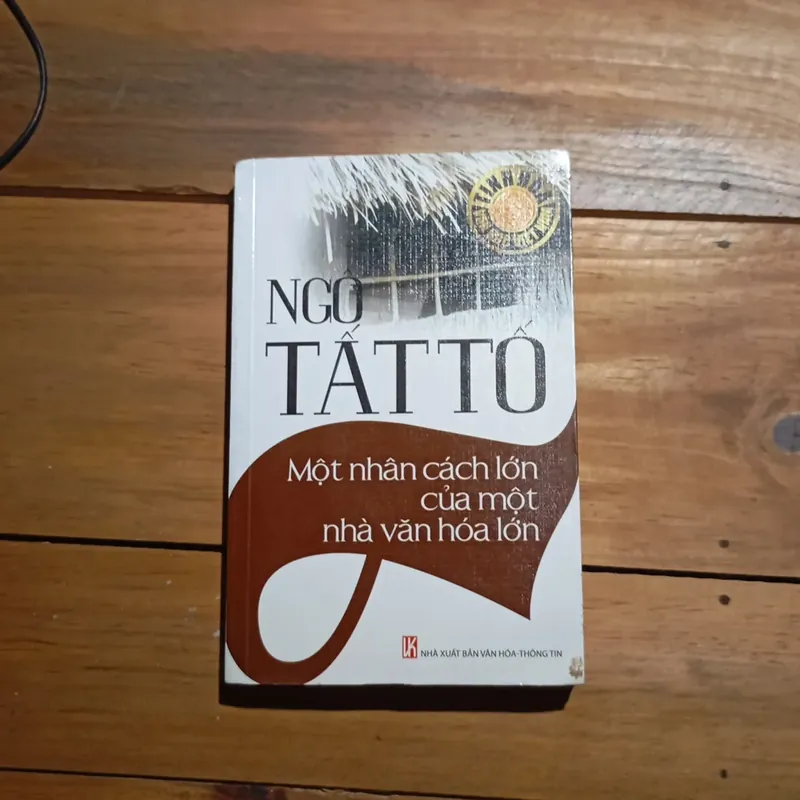 NGÔ
TẤT TỐ
Một nhân cách lớn
của một
nhà văn hóa lớn
NHÀ XUẤT BẢN VĂN HÓA-THÔNG TIN